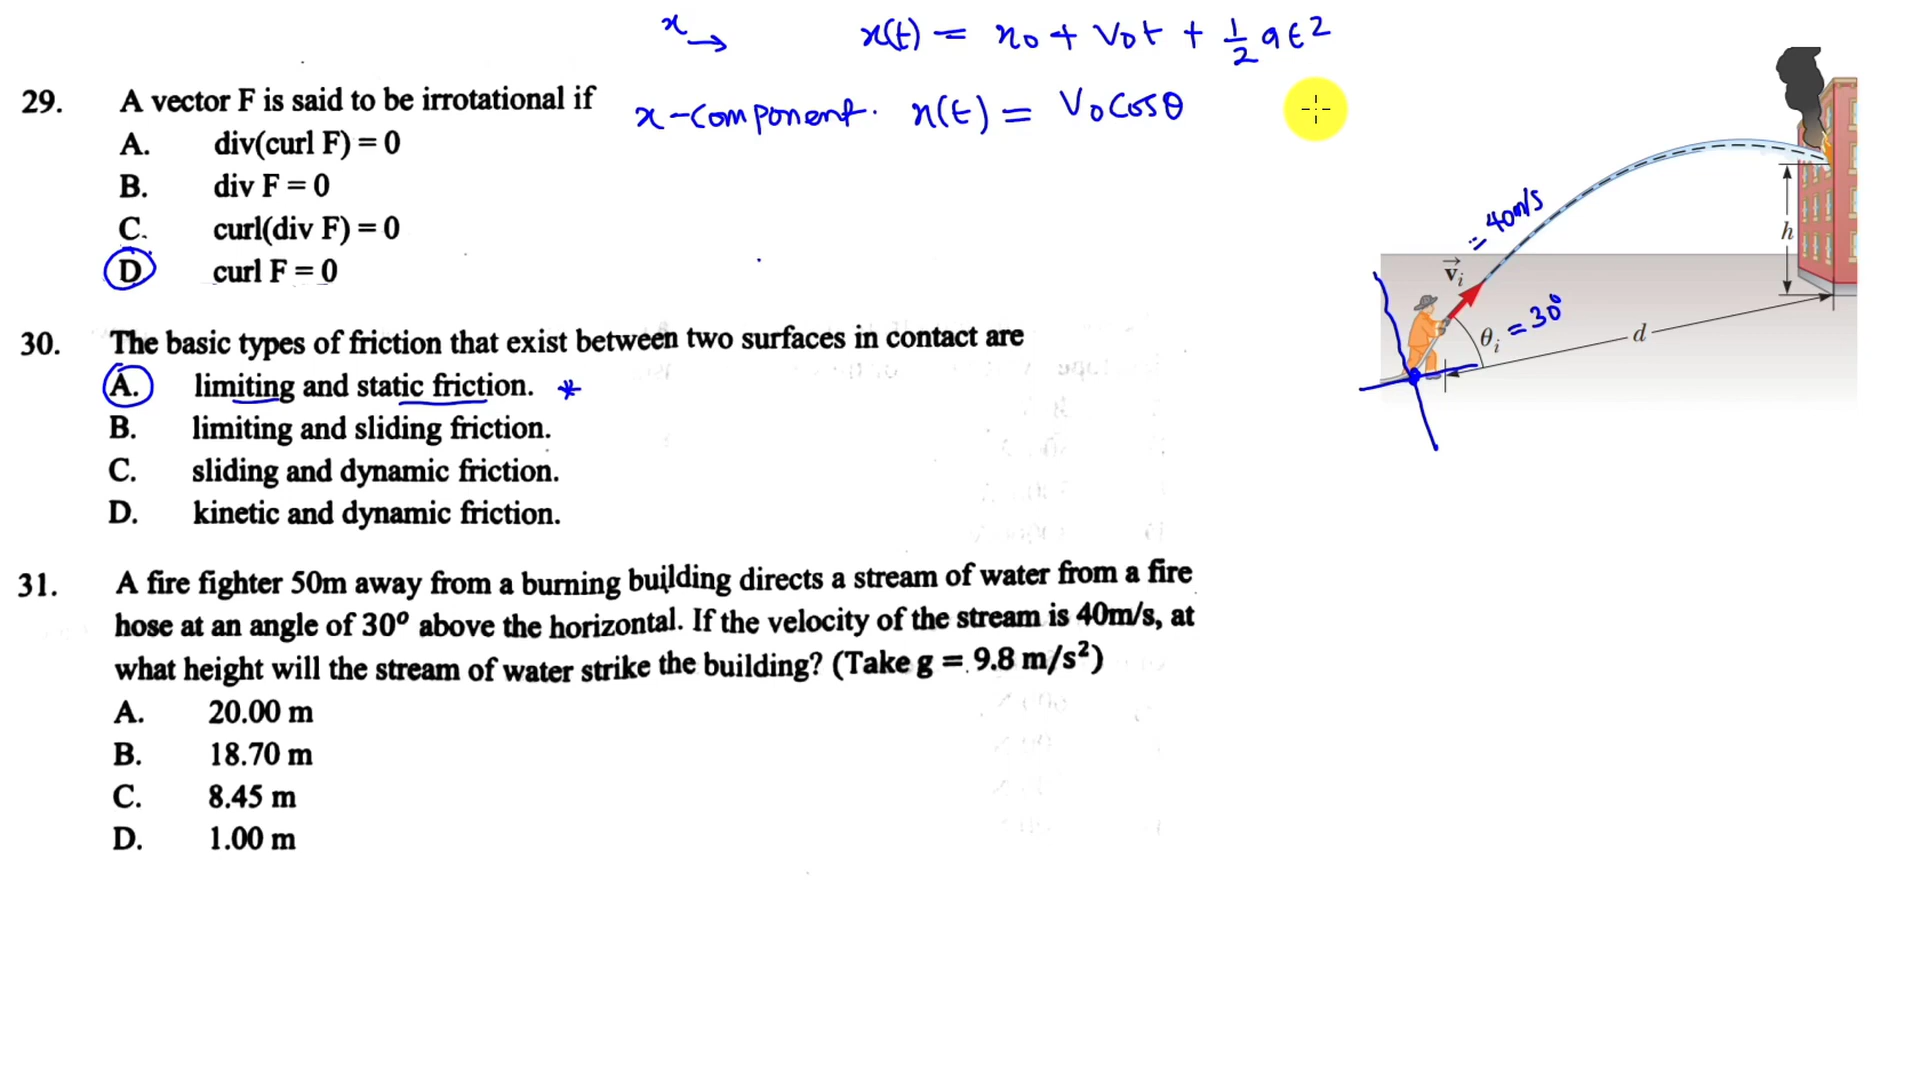 x →
x(t) = x₀ + V₀t + 1/2 at²
x-component. x(t) = V₀Cosθ
29. A vector F is said to be irrotational if
A. div(curl F) = 0
B. div F = 0
C. curl(div F) = 0
D curl F = 0
30. The basic types of friction that exist between two surfaces in contact are
A. limiting and static friction. *
B. limiting and sliding friction.
C. sliding and dynamic friction.
D. kinetic and dynamic friction.
31. A fire fighter 50m away from a burning building directs a stream of water from a fire
hose at an angle of 30⁰ above the horizontal. If the velocity of the stream is 40m/s, at
what height will the stream of water strike the building? (Take g = 9.8 m/s²)
A. 20.00 m
B. 18.70 m
C. 8.45 m
D. 1.00 m
= 40m/s
v⃗ᵢ
h
θᵢ = 30°
d